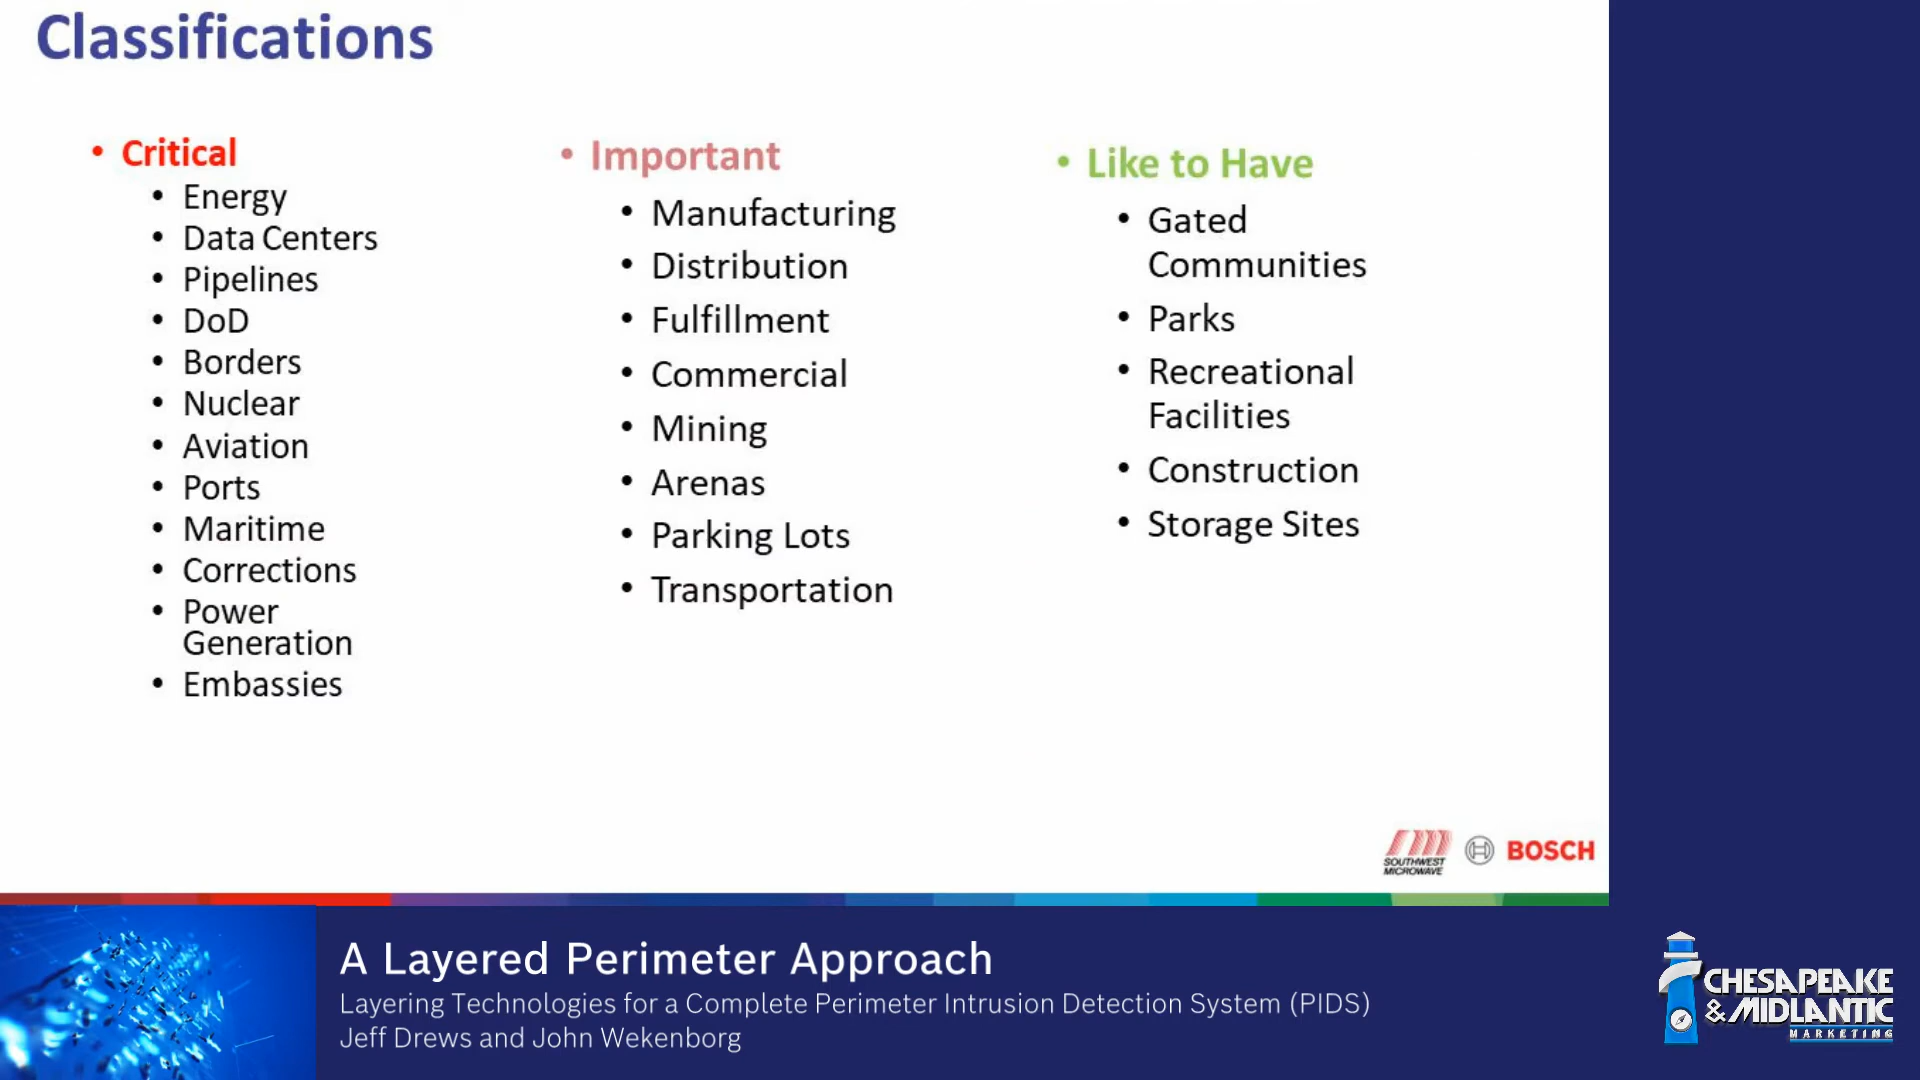 Classifications
• Critical
• Energy
• Data Centers
• Pipelines
• DoD
• Borders
• Nuclear
• Aviation
• Ports
• Maritime
• Corrections
• Power
Generation
• Embassies
• Important
• Manufacturing
• Distribution
• Fulfillment
• Commercial
• Mining
• Arenas
• Parking Lots
• Transportation
• Like to Have
• Gated
Communities
• Parks
• Recreational
Facilities
• Construction
• Storage Sites
SOUTHWEST
MICROWAVE
BOSCH
A Layered Perimeter Approach
Layering Technologies for a Complete Perimeter Intrusion Detection System (PIDS)
Jeff Drews and John Wekenborg
CHESAPEAKE
& MIDLANTIC
MARKETING